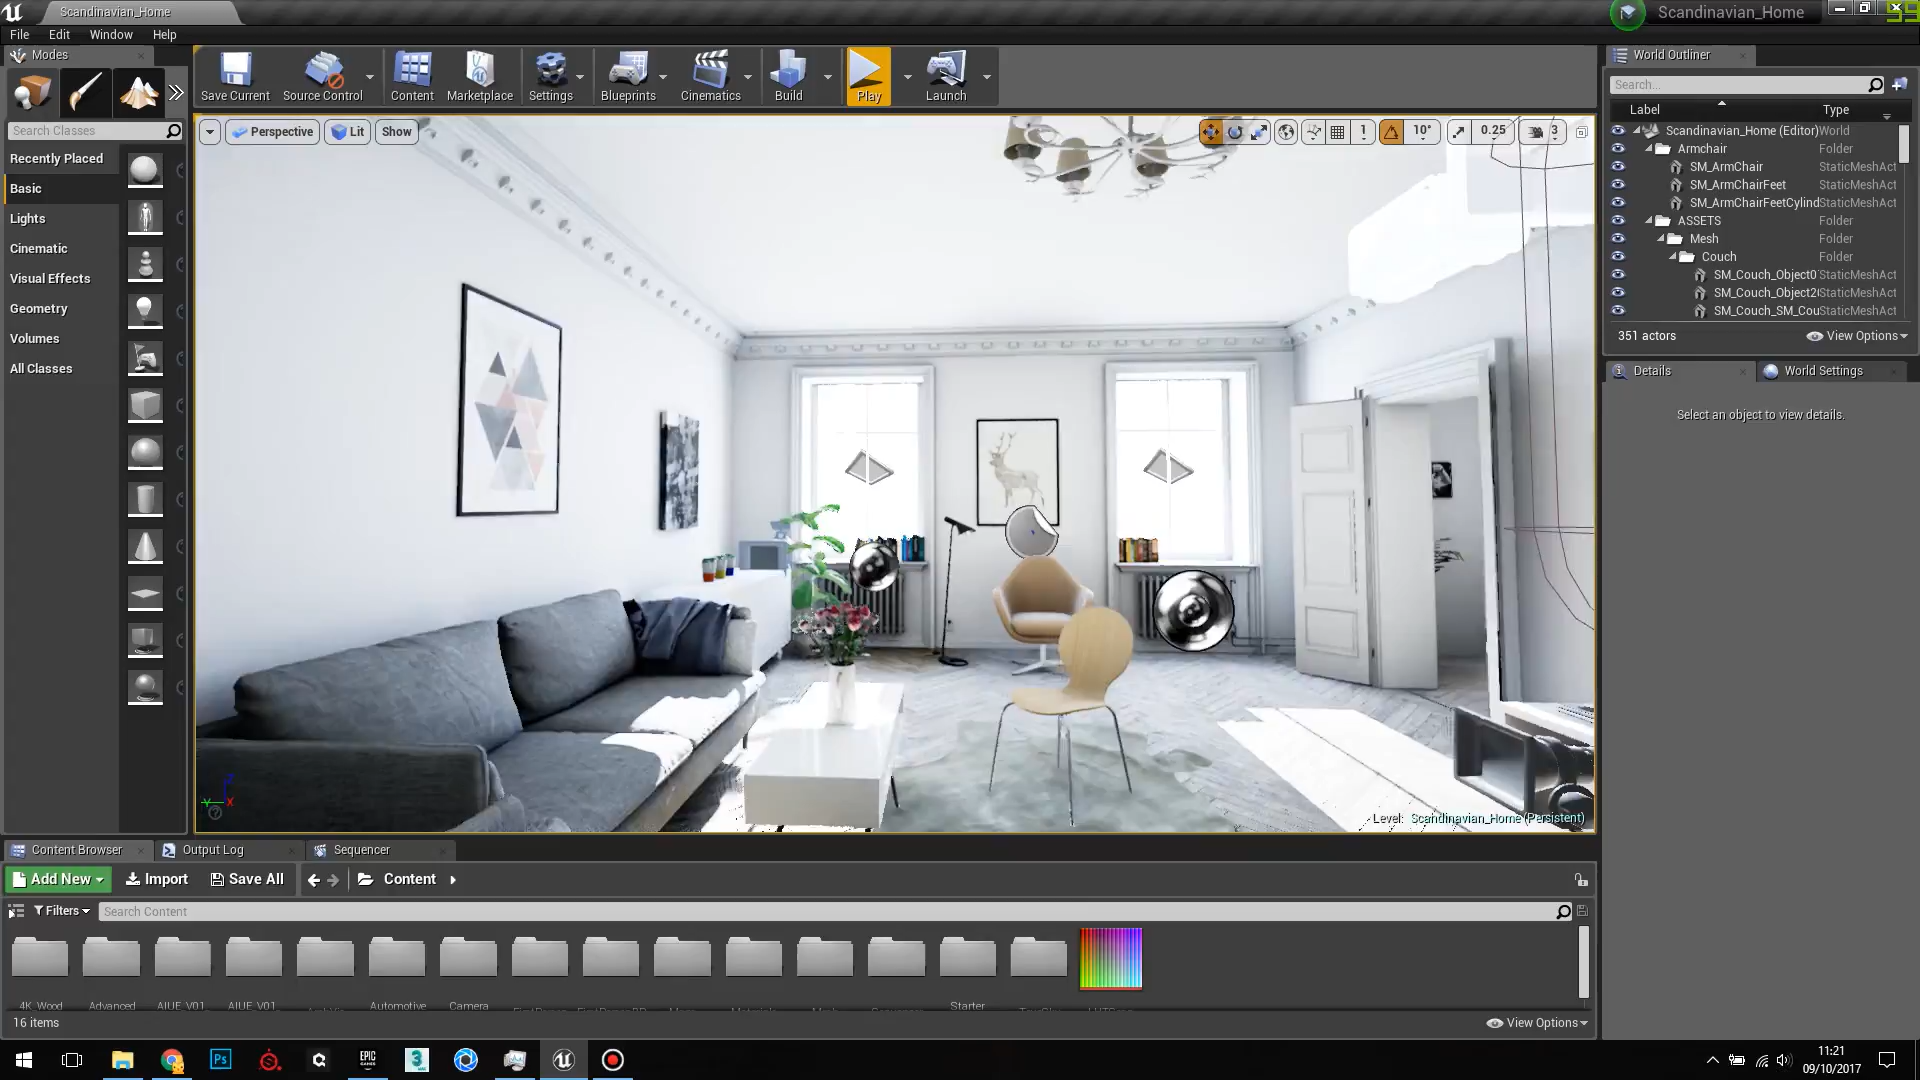 Scandinavian_Home
Scandinavian_Home
File Edit Window Help
Modes
Search Classes
Recently Placed
Basic
Lights
Cinematic
Visual Effects
Geometry
Volumes
All Classes
Save Current
Source Control
Content
Marketplace
Settings
Blueprints
Cinematics
Build
Play
Launch
Perspective
Lit
Show
1
10°
0.25
3
Level: Scandinavian_Home (Persistent)
World Outliner
Search...
Label Type
Scandinavian_Home (Editor) World
Armchair Folder
SM_ArmChair StaticMeshAct
SM_ArmChairFeet StaticMeshAct
SM_ArmChairFeetCylind StaticMeshAct
ASSETS Folder
Mesh Folder
Couch Folder
SM_Couch_Object0 StaticMeshAct
SM_Couch_Object2 StaticMeshAct
SM_Couch_SM_Cou StaticMeshAct
351 actors
View Options
Details
World Settings
Select an object to view details.
Content Browser
Output Log
Sequencer
Add New
Import
Save All
Content
Filters
Search Content
4K_Wood
Advanced
AIUE_V01
AIUE_V01
Automotive
Camera
Starter
16 items
View Options
Ps
EPIC
GAMES
3
11:21
09/10/2017